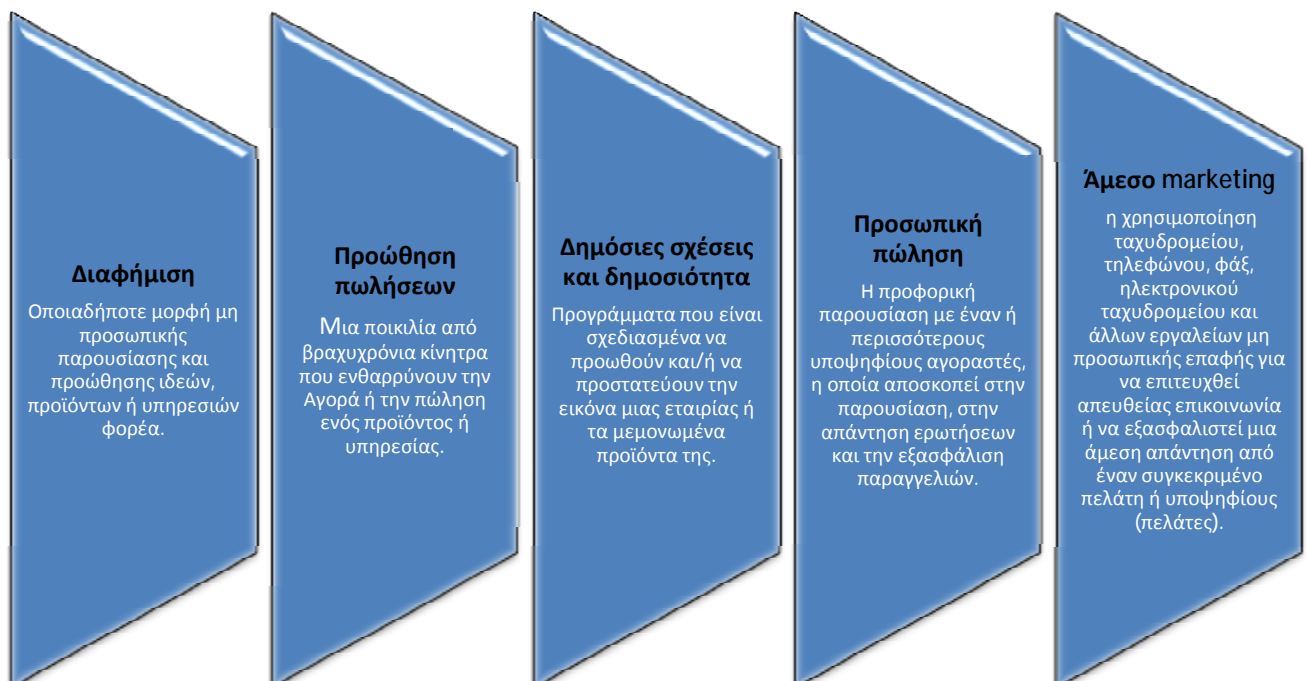 Διαφήμιση
Οποιαδήποτε μορφή μη
προσωπικής
παρουσίασης και
προώθησης ιδεών,
προϊόντων ή υπηρεσιών
φορέα.
Προώθηση
πωλήσεων
Μια ποικιλία από
βραχυχρόνια κίνητρα
που ενθαρρύνουν την
Αγορά ή την πώληση
ενός προϊόντος ή
υπηρεσίας.
Δημόσιες σχέσεις
και δημοσιότητα
Προγράμματα που είναι
σχεδιασμένα να
προωθούν και/ή να
προστατεύουν την
εικόνα μιας εταιρίας ή
τα μεμονωμένα
προϊόντα της.
Προσωπική
πώληση
Η προφορική
παρουσίαση με έναν ή
περισσότερους
υποψηφίους αγοραστές,
η οποία αποσκοπεί στην
παρουσίαση, στην
απάντηση ερωτήσεων
και την εξασφάλιση
παραγγελιών.
Άμεσο marketing
η χρησιμοποίηση
ταχυδρομείου,
τηλεφώνου, φάξ,
ηλεκτρονικού
ταχυδρομείου και
άλλων εργαλείων μη
προσωπικής επαφής για
να επιτευχθεί
απευθείας επικοινωνία
ή να εξασφαλιστεί μια
άμεση απάντηση από
έναν συγκεκριμένο
πελάτη ή υποψηφίους
(πελάτες).